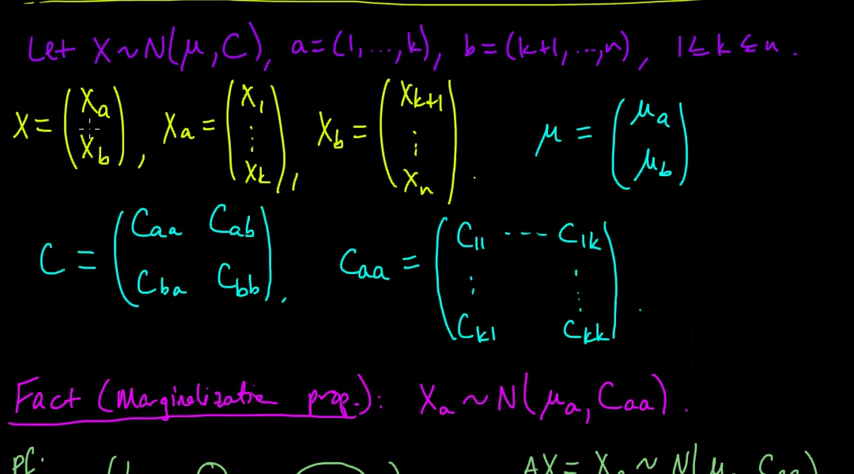 Let X ~ N(μ, C), a = (1, ..., k), b = (k+1, ..., n), 1 ≤ k ≤ n.
X = (Xa Xb), Xa = (X1 ⋮ Xk), Xb = (Xk+1 ⋮ Xn). μ = (μa μb)
C = (Caa Cab Cba Cbb), Caa = (C11 --- C1k ⋮ ⋮ Ck1 Ckk).
Fact (Marginalization prop.): Xa ~ N(μa, Caa).
Pf: AX = Xa ~ N(μa, Caa)